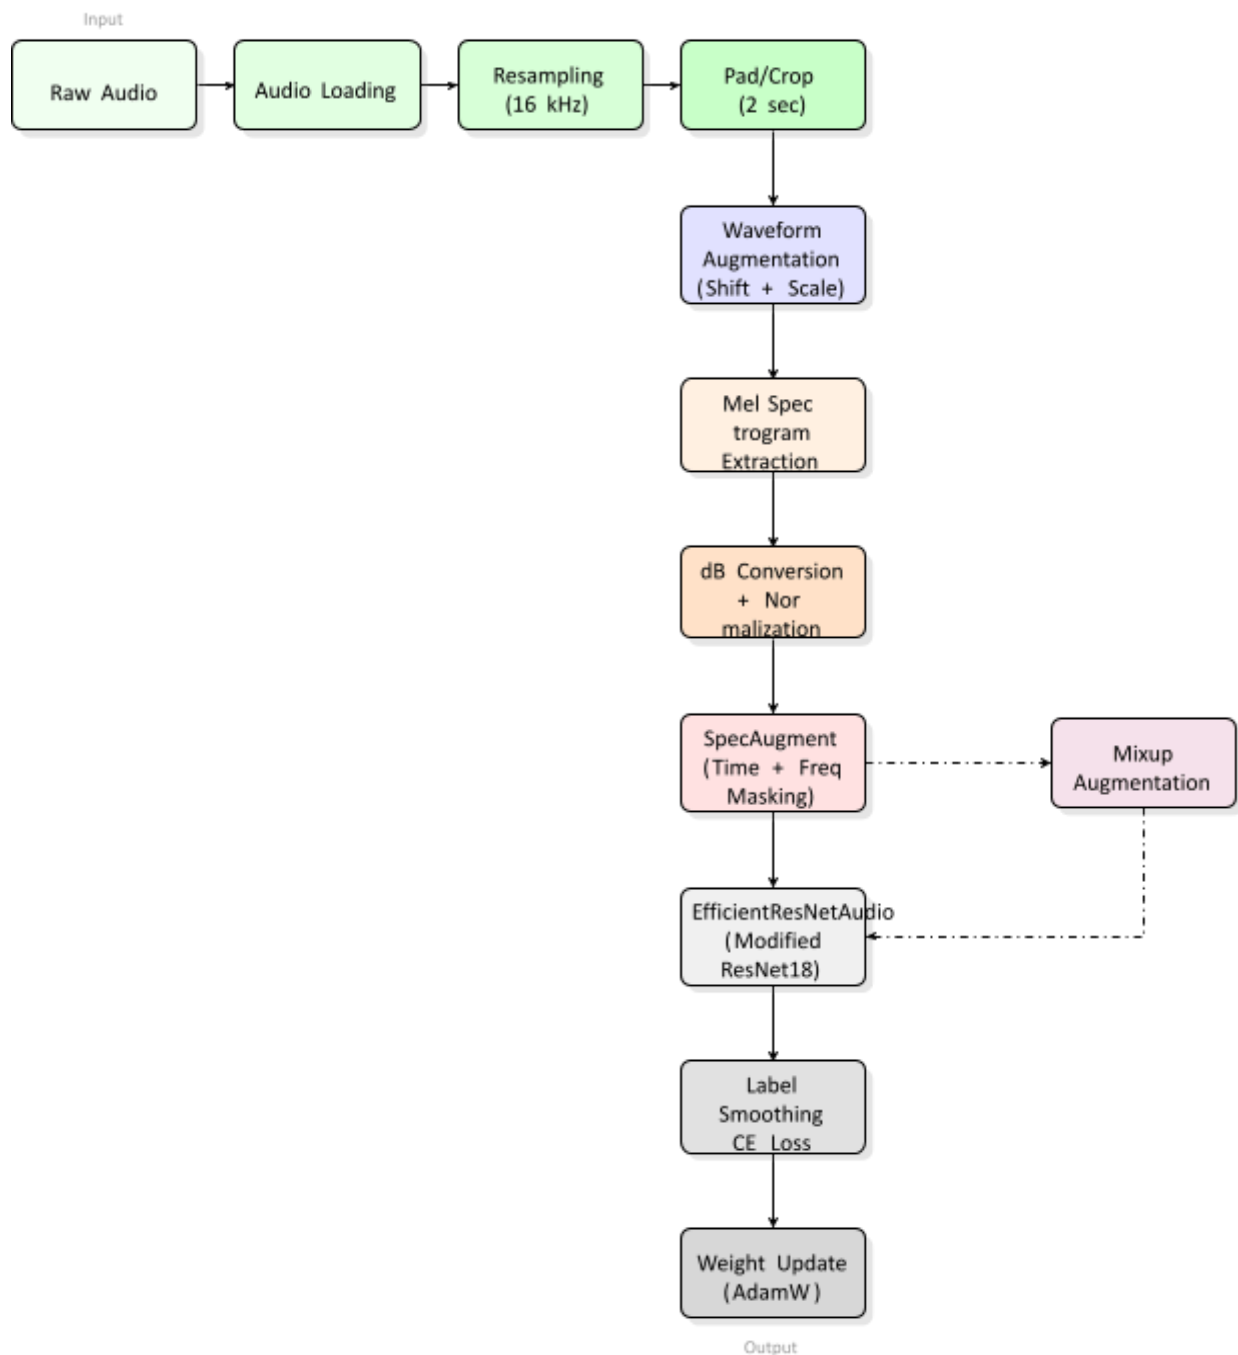 Input
Raw Audio
Audio Loading
Resampling
(16 kHz)
Pad/Crop
(2 sec)
Waveform
Augmentation
(Shift + Scale)
Mel Spec
trogram
Extraction
dB Conversion
+ Nor
malization
SpecAugment
(Time + Freq
Masking)
Mixup
Augmentation
EfficientResNetAudio
(Modified
ResNet18)
Label
Smoothing
CE Loss
Weight Update
(AdamW)
Output